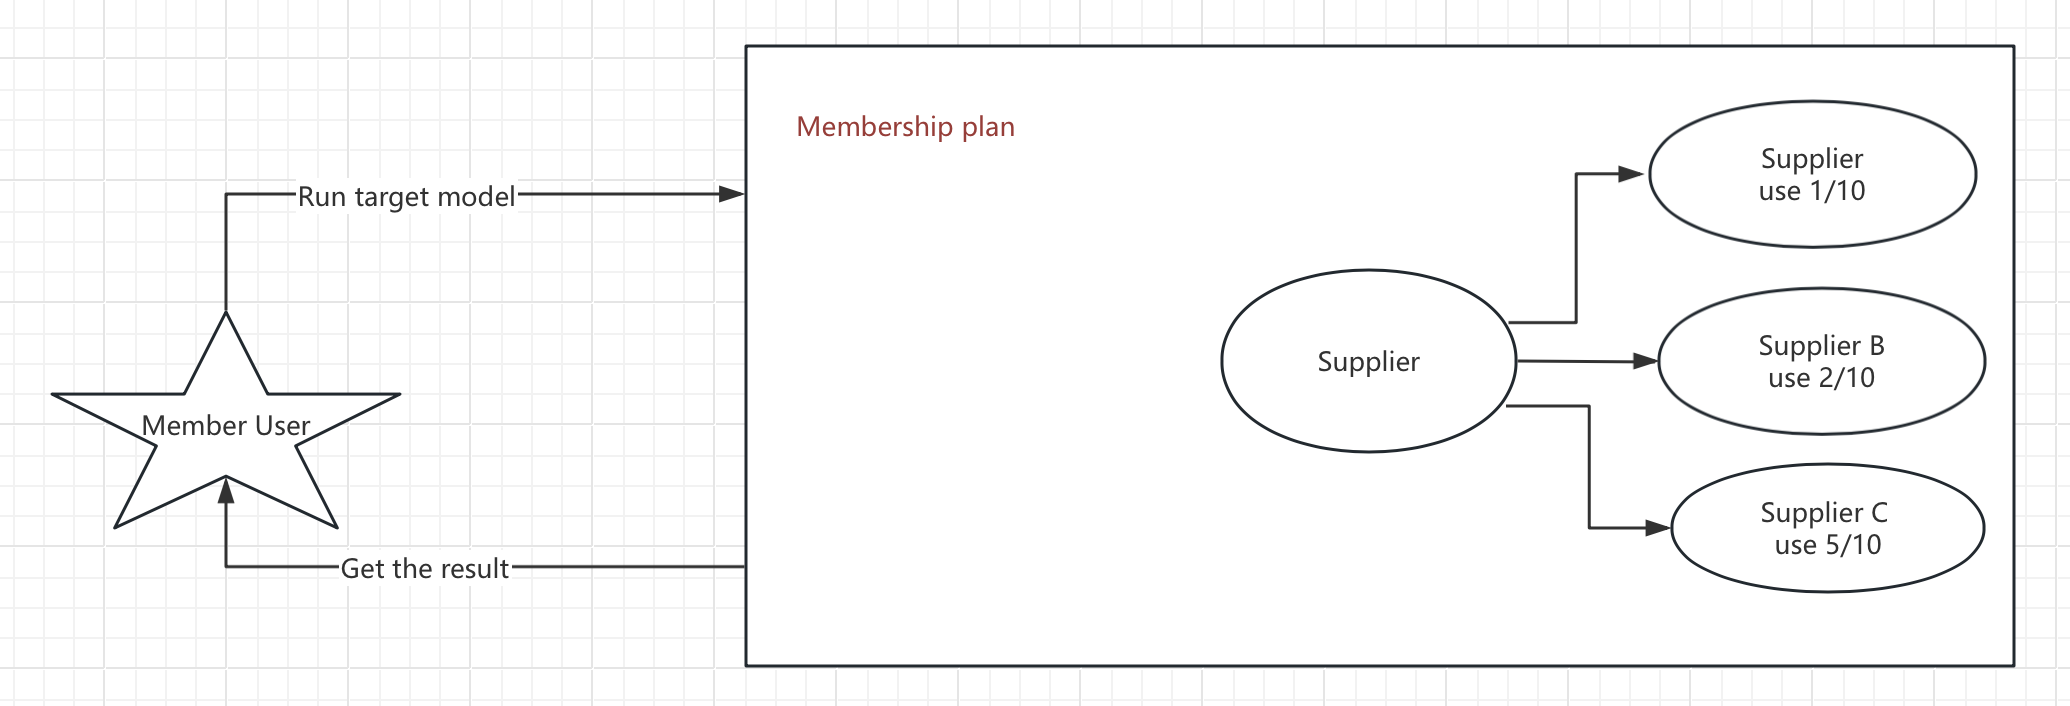 Membership plan
Supplier
use 1/10
Run target model
Supplier
Supplier B
use 2/10
Member User
Supplier C
use 5/10
Get the result